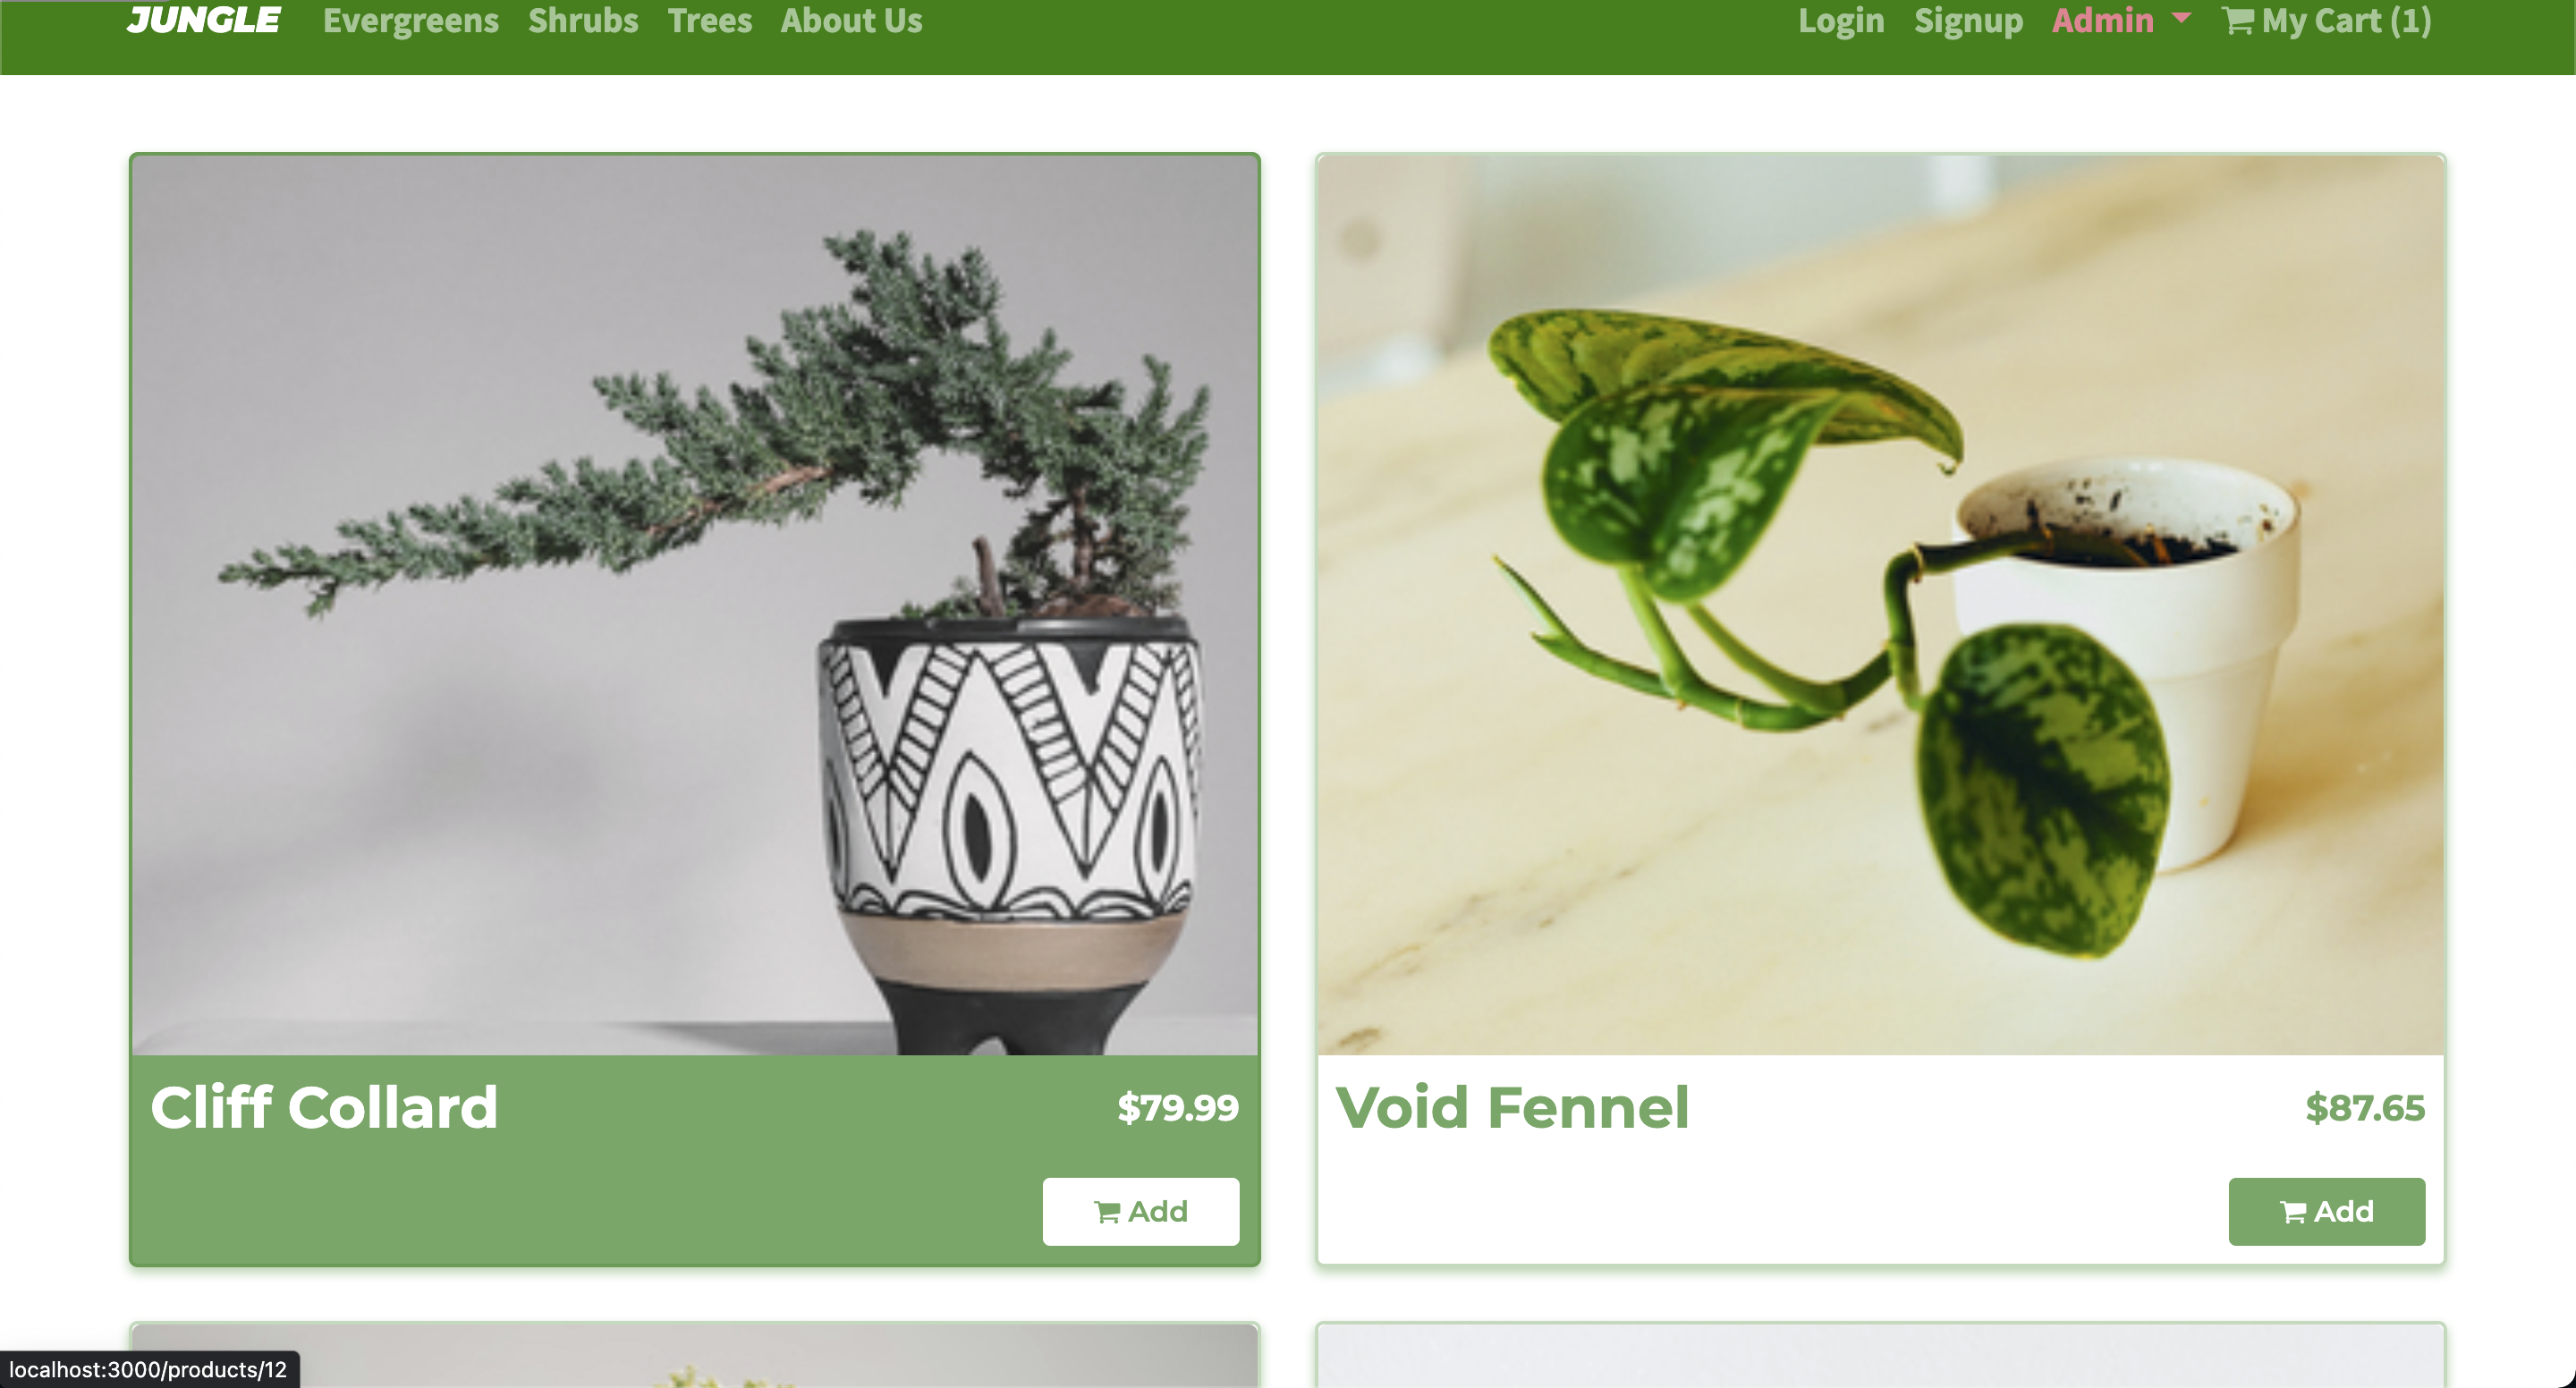 JUNGLE Evergreens Shrubs Trees About Us Login Signup Admin My Cart (1)
Cliff Collard $79.99
Add
Void Fennel $87.65
Add
localhost:3000/products/12